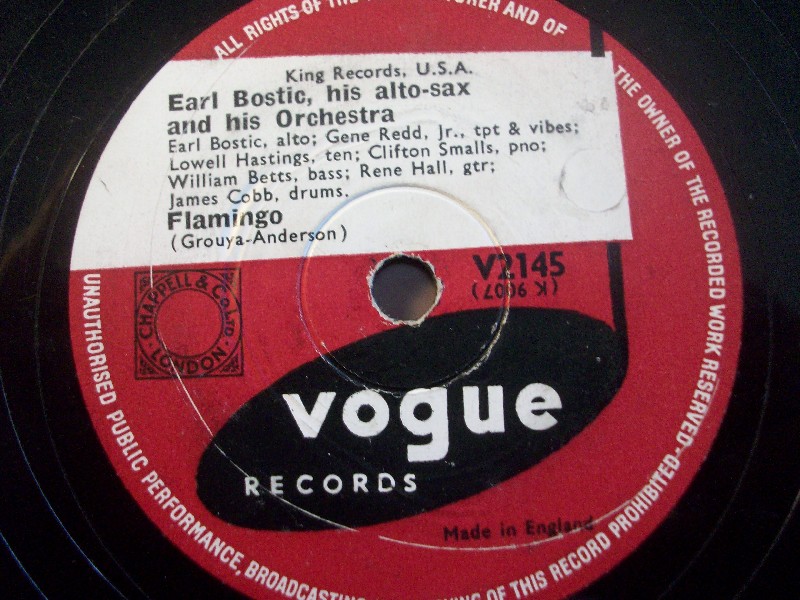 King Records, U.S.A.
Earl Bostic, his alto-sax
and his Orchestra
Earl Bostic, alto; Gene Redd, Jr., tpt & vibes;
Lowell Hastings, ten; Clifton Smalls, pno;
William Betts, bass; Rene Hall, gtr;
James Cobb, drums.
Flamingo
(Grouya-Anderson)
V2145
(K 9007)
CHAPPELL & CO LTD
· LONDON ·
vogue
RECORDS
Made in England
ALL RIGHTS OF THE
AND OF
THE OWNER OF THE RECORDED WORK RESERVED-
UNAUTHORISED PUBLIC PERFORMANCE, BROADCASTING
OF THIS RECORD PROHIBITED-